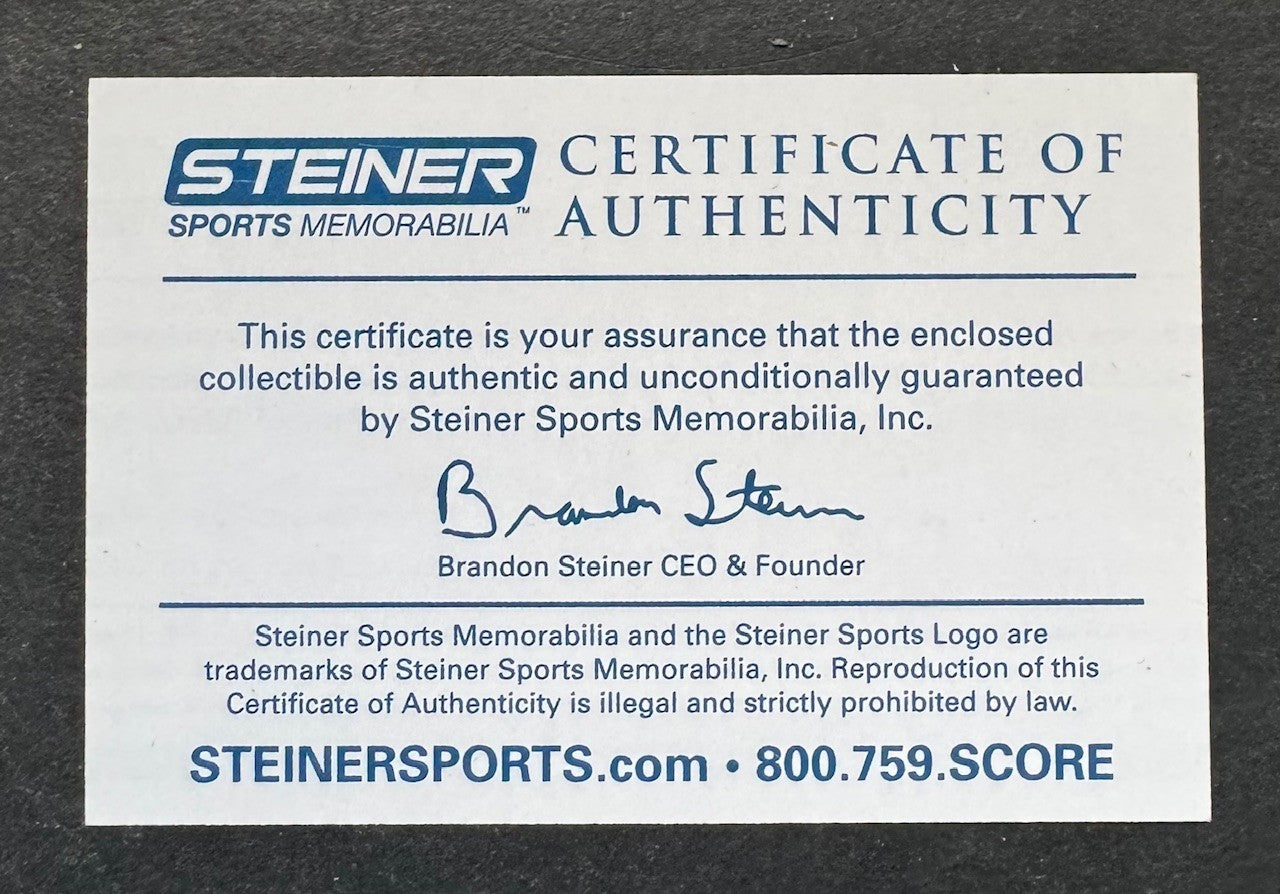 STEINER
SPORTS MEMORABILIA™
CERTIFICATE OF
AUTHENTICITY
This certificate is your assurance that the enclosed
collectible is authentic and unconditionally guaranteed
by Steiner Sports Memorabilia, Inc.
Brandon Steiner
Brandon Steiner CEO & Founder
Steiner Sports Memorabilia and the Steiner Sports Logo are
trademarks of Steiner Sports Memorabilia, Inc. Reproduction of this
Certificate of Authenticity is illegal and strictly prohibited by law.
STEINERSPORTS.com • 800.759.SCORE